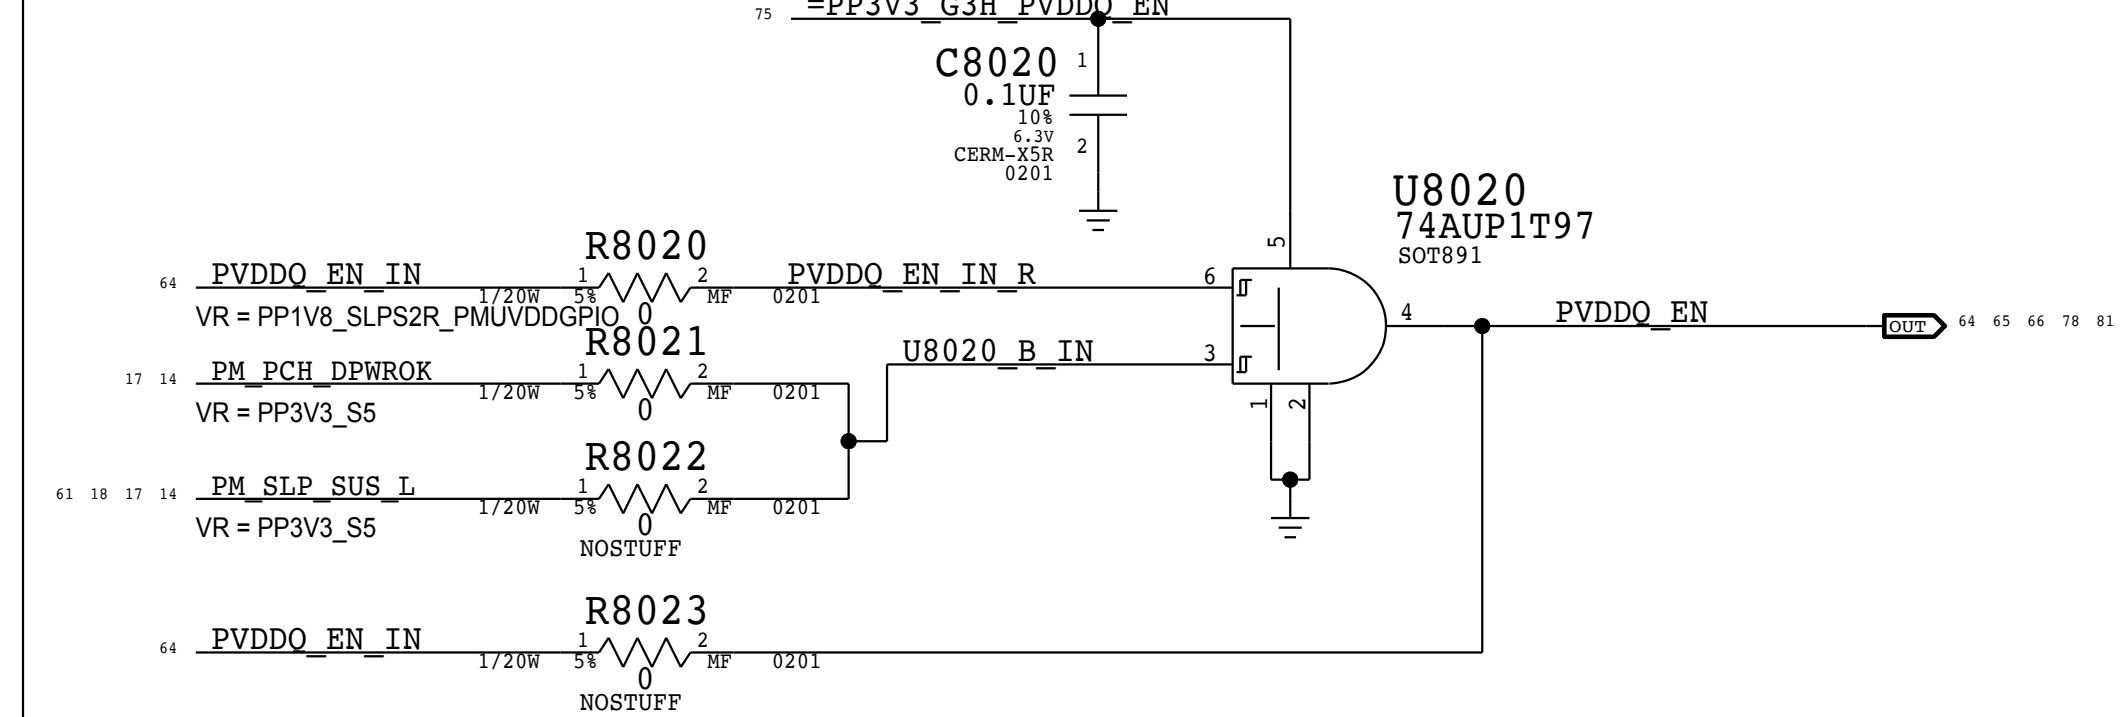 75 =PP3V3_G3H_PVDDQ_EN
C8020 1
0.1UF
10%
6.3V
CERM-X5R 2
0201
U8020
74AUP1T97
SOT891
5
R8020
64 PVDDQ_EN_IN 1 2 PVDDQ_EN_IN_R 6
1/20W 5% MF 0201
VR = PP1V8_SLPS2R_PMUVDDGPIO 0
4 PVDDQ_EN OUT 64 65 66 78 81
R8021
U8020_B_IN 3
17 14 PM_PCH_DPWROK 1 2
1/20W 5% MF 0201
VR = PP3V3_S5 0
1 2
R8022
61 18 17 14 PM_SLP_SUS_L 1 2
1/20W 5% MF 0201
VR = PP3V3_S5 0
NOSTUFF
R8023
64 PVDDQ_EN_IN 1 2
1/20W 5% MF 0201
0
NOSTUFF